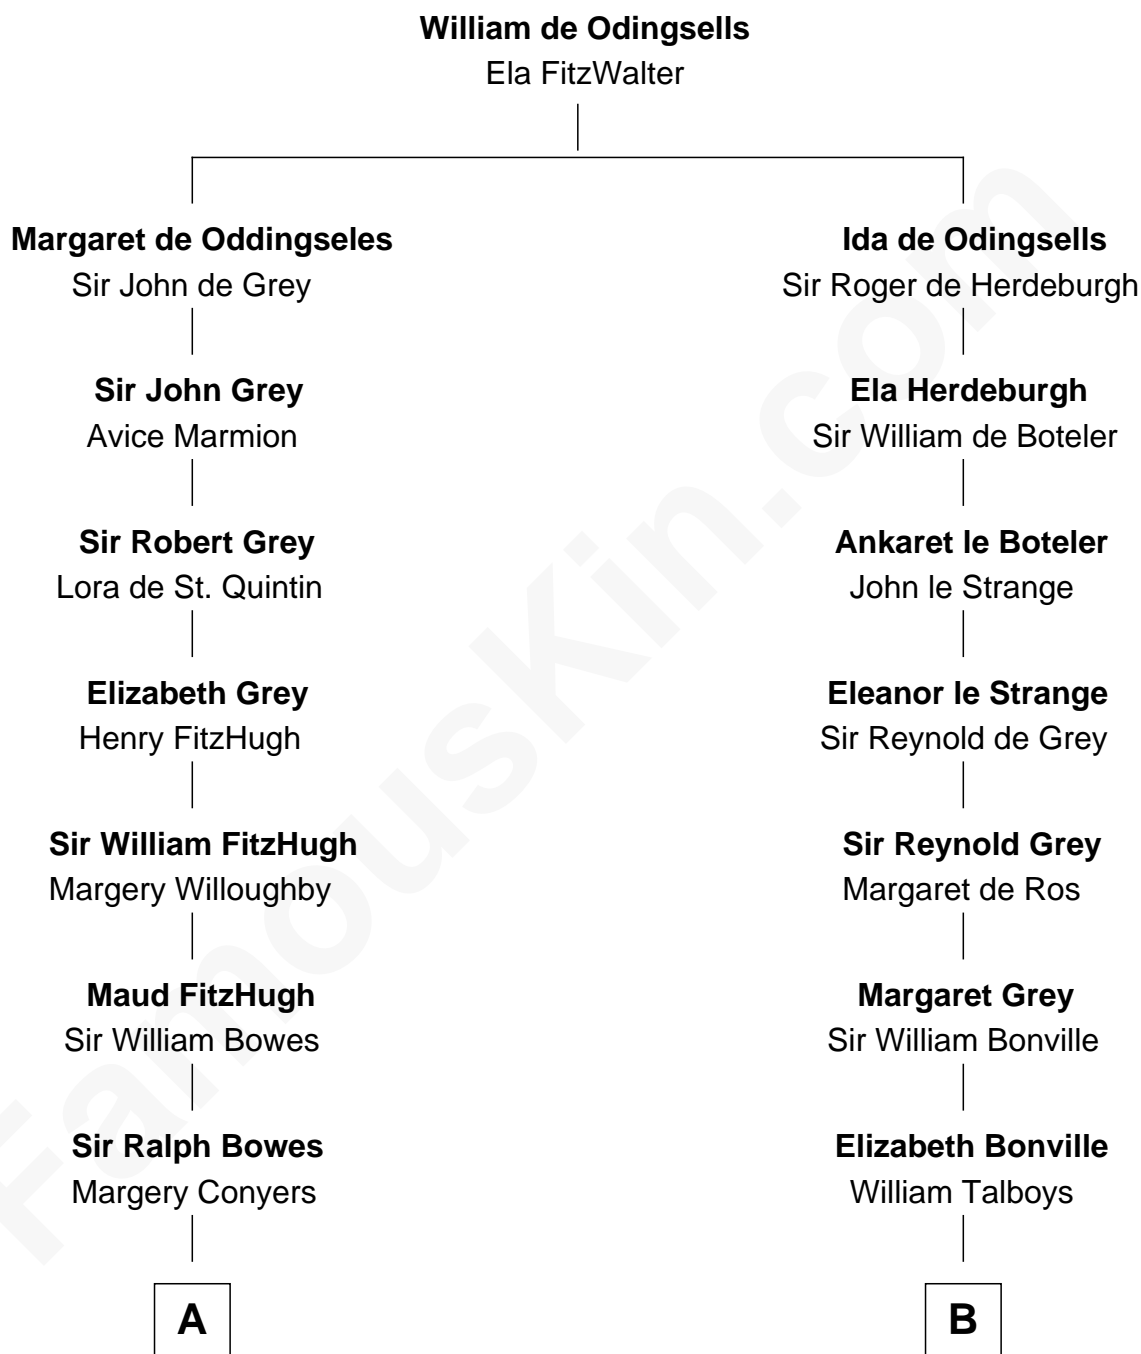 William de Odingsells
Ela FitzWalter
Margaret de Oddingseles
Sir John de Grey
Ida de Odingsells
Sir Roger de Herdeburgh
Sir John Grey
Avice Marmion
Ela Herdeburgh
Sir William de Boteler
Sir Robert Grey
Lora de St. Quintin
Ankaret le Boteler
John le Strange
Elizabeth Grey
Henry FitzHugh
Eleanor le Strange
Sir Reynold de Grey
Sir William FitzHugh
Margery Willoughby
Sir Reynold Grey
Margaret de Ros
Maud FitzHugh
Sir William Bowes
Margaret Grey
Sir William Bonville
Sir Ralph Bowes
Margery Conyers
Elizabeth Bonville
William Talboys
A
B
FamousKin.com